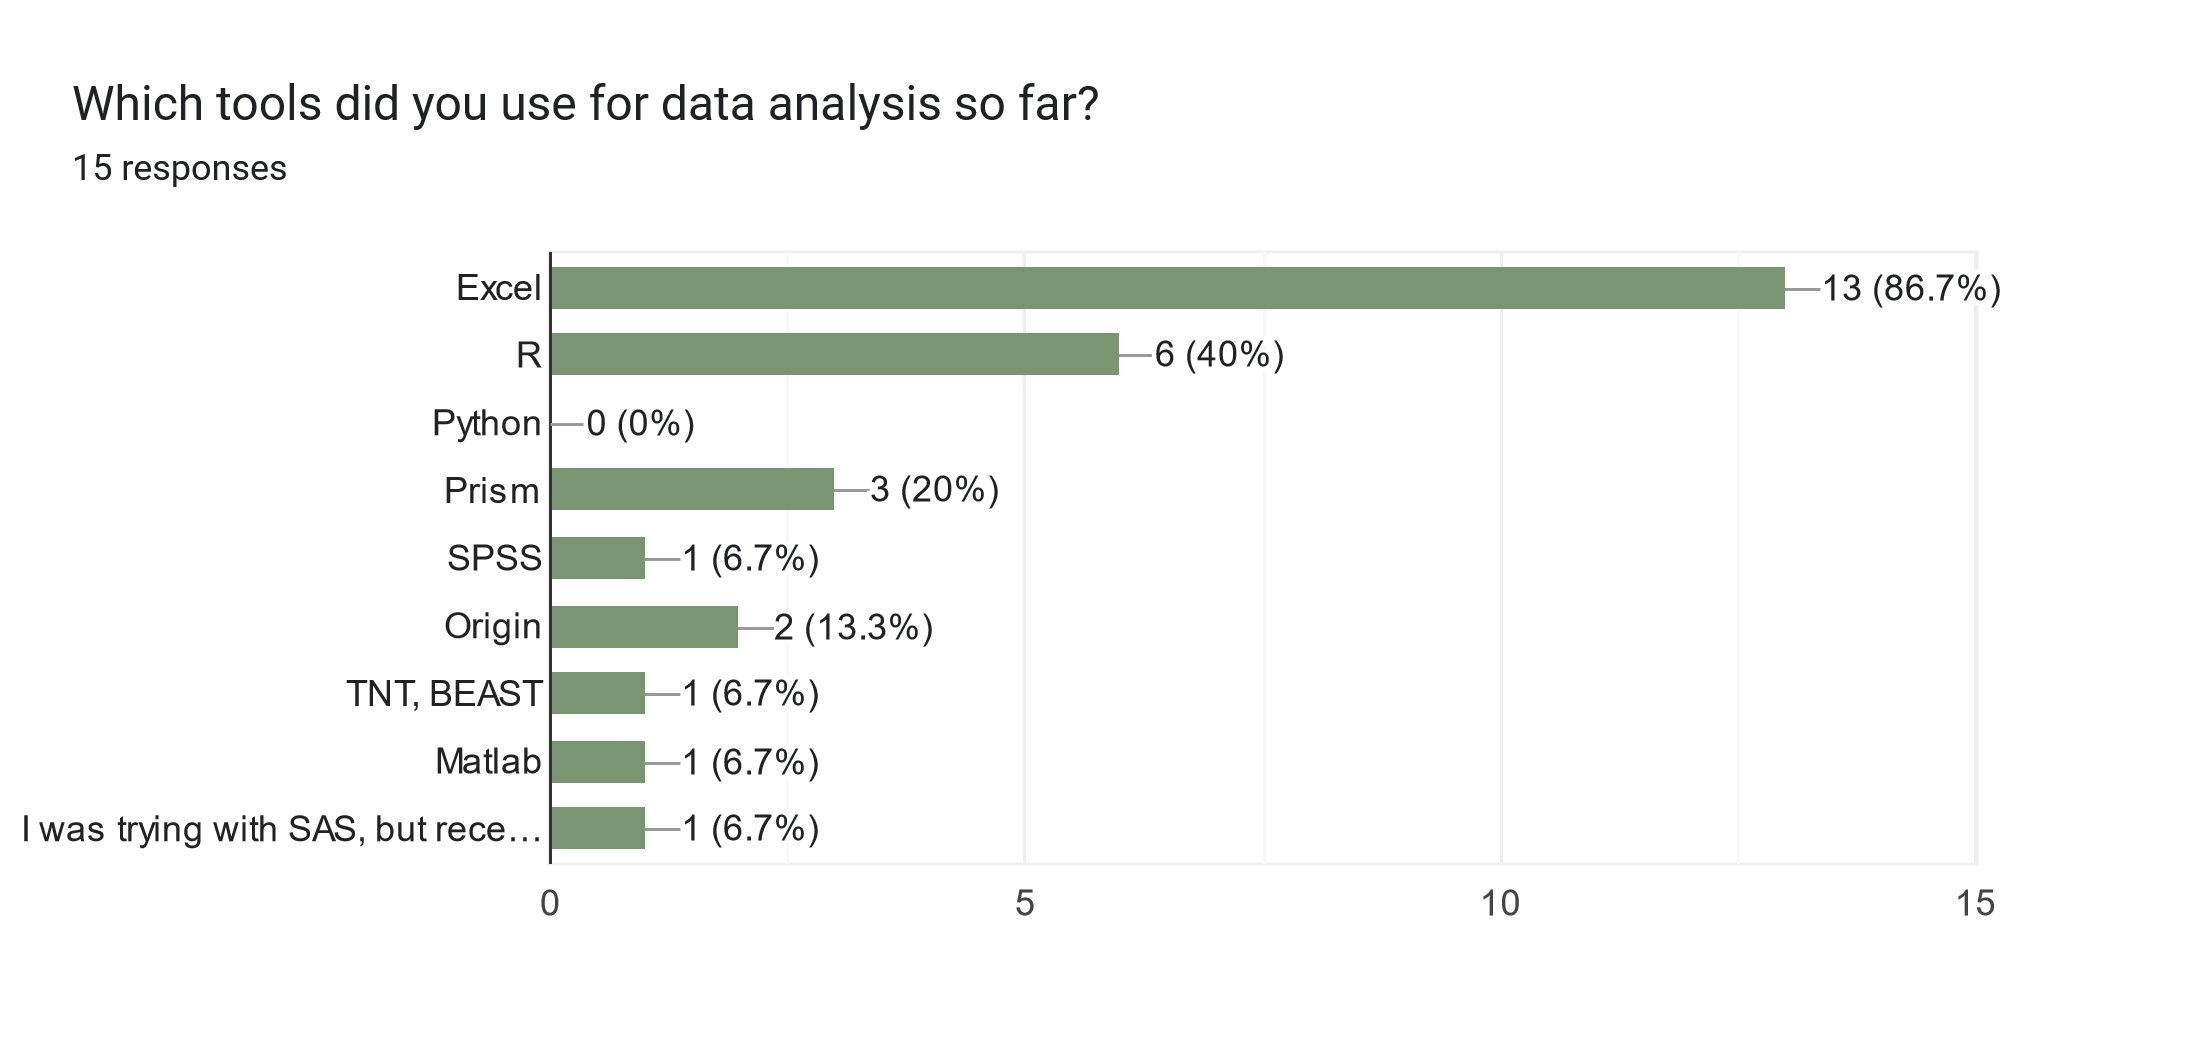 Which tools did you use for data analysis so far?
15 responses
Excel 13 (86.7%)
R 6 (40%)
Python 0 (0%)
Prism 3 (20%)
SPSS 1 (6.7%)
Origin 2 (13.3%)
TNT, BEAST 1 (6.7%)
Matlab 1 (6.7%)
I was trying with SAS, but rece… 1 (6.7%)
0 5 10 15